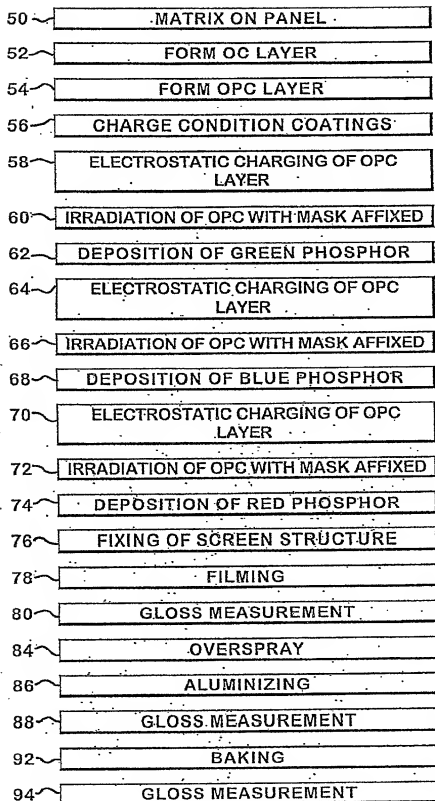 50 MATRIX ON PANEL
52 FORM OC LAYER
54 FORM OPC LAYER
56 CHARGE CONDITION COATINGS
58 ELECTROSTATIC CHARGING OF OPC
LAYER
60 IRRADIATION OF OPC WITH MASK AFFIXED
62 DEPOSITION OF GREEN PHOSPHOR
64 ELECTROSTATIC CHARGING OF OPC
LAYER
66 IRRADIATION OF OPC WITH MASK AFFIXED
68 DEPOSITION OF BLUE PHOSPHOR
70 ELECTROSTATIC CHARGING OF OPC
LAYER
72 IRRADIATION OF OPC WITH MASK AFFIXED
74 DEPOSITION OF RED PHOSPHOR
76 FIXING OF SCREEN STRUCTURE
78 FILMING
80 GLOSS MEASUREMENT
84 OVERSPRAY
86 ALUMINIZING
88 GLOSS MEASUREMENT
92 BAKING
94 GLOSS MEASUREMENT